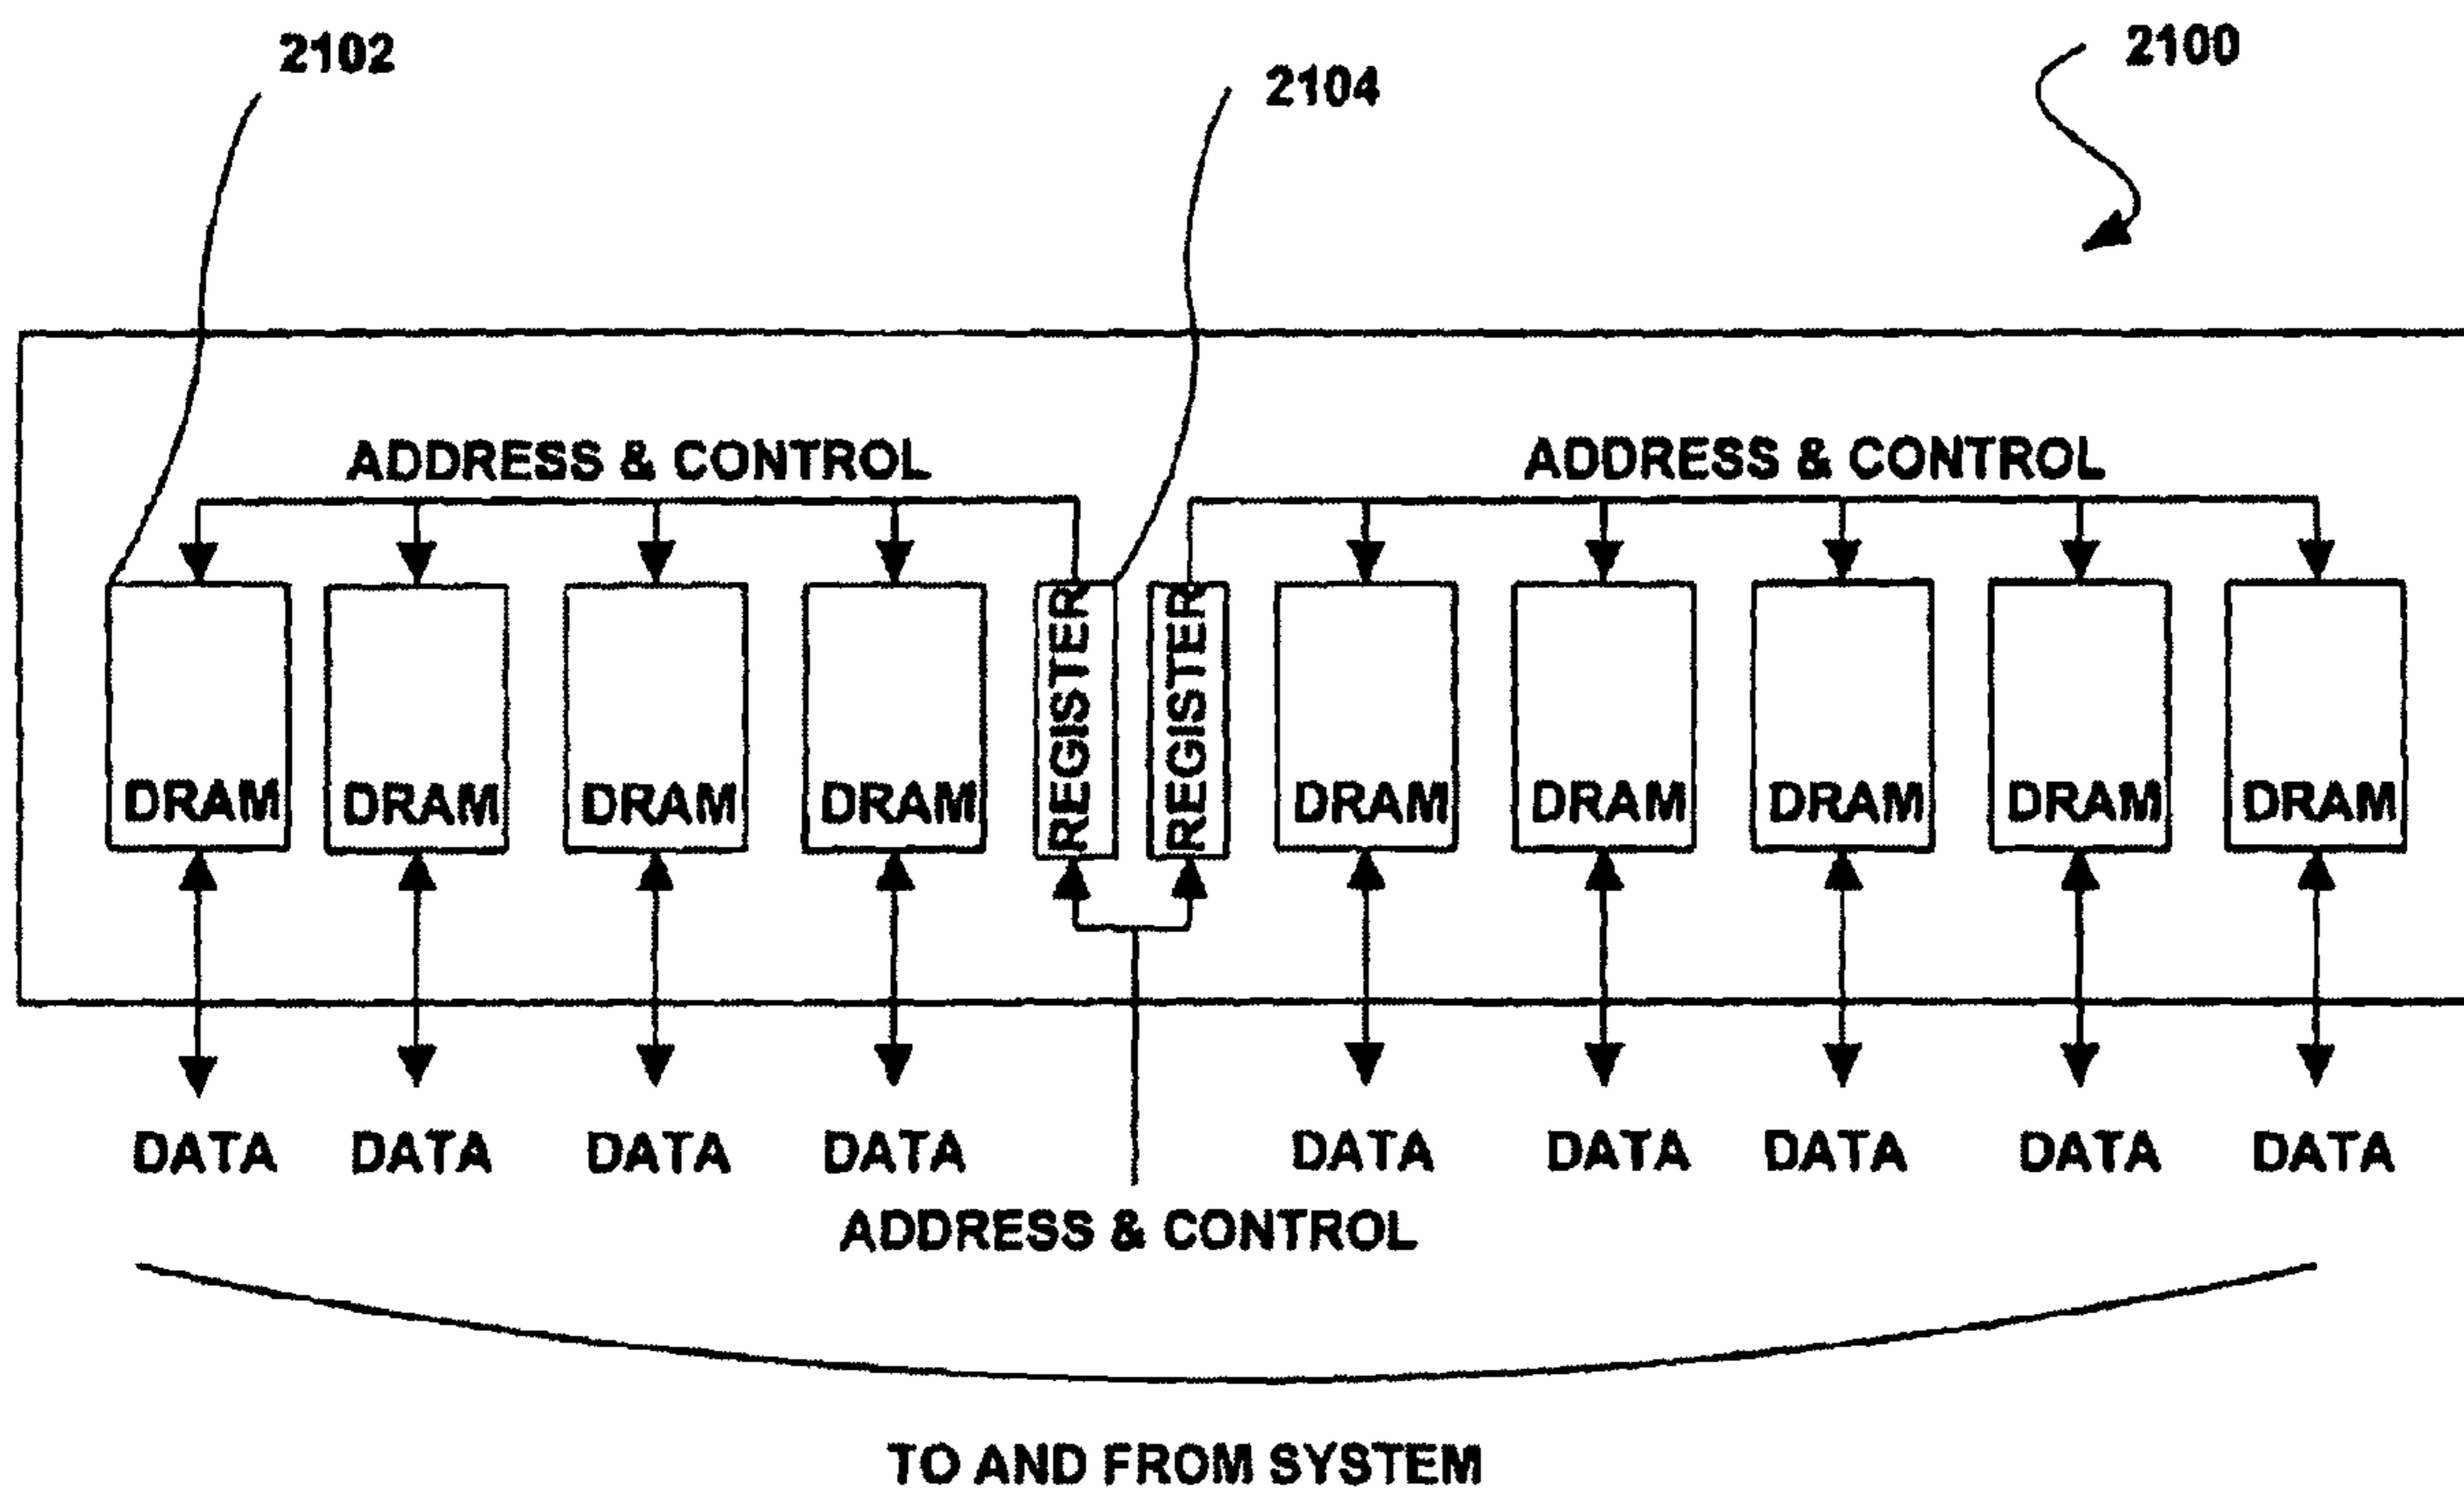 2102
2104
2100
ADDRESS & CONTROL
ADDRESS & CONTROL
REGISTER
REGISTER
DRAM DRAM DRAM DRAM DRAM DRAM DRAM DRAM DRAM
DATA DATA DATA DATA DATA DATA DATA DATA DATA
ADDRESS & CONTROL
TO AND FROM SYSTEM